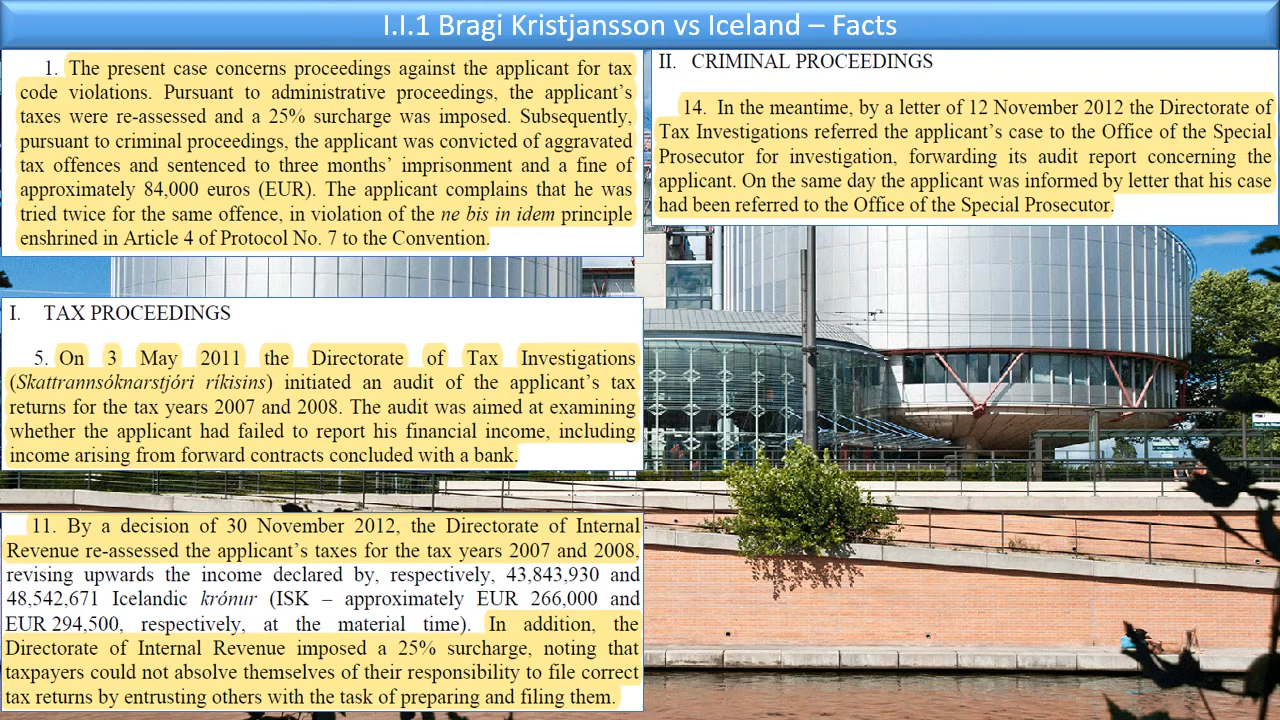 I.I.1 Bragi Kristjansson vs Iceland – Facts
1. The present case concerns proceedings against the applicant for tax
code violations. Pursuant to administrative proceedings, the applicant’s
taxes were re-assessed and a 25% surcharge was imposed. Subsequently,
pursuant to criminal proceedings, the applicant was convicted of aggravated
tax offences and sentenced to three months’ imprisonment and a fine of
approximately 84,000 euros (EUR). The applicant complains that he was
tried twice for the same offence, in violation of the ne bis in idem principle
enshrined in Article 4 of Protocol No. 7 to the Convention.
I. TAX PROCEEDINGS
5. On 3 May 2011 the Directorate of Tax Investigations
(Skattrannsóknarstjóri ríkisins) initiated an audit of the applicant’s tax
returns for the tax years 2007 and 2008. The audit was aimed at examining
whether the applicant had failed to report his financial income, including
income arising from forward contracts concluded with a bank.
11. By a decision of 30 November 2012, the Directorate of Internal
Revenue re-assessed the applicant’s taxes for the tax years 2007 and 2008,
revising upwards the income declared by, respectively, 43,843,930 and
48,542,671 Icelandic krónur (ISK – approximately EUR 266,000 and
EUR 294,500, respectively, at the material time). In addition, the
Directorate of Internal Revenue imposed a 25% surcharge, noting that
taxpayers could not absolve themselves of their responsibility to file correct
tax returns by entrusting others with the task of preparing and filing them.
II. CRIMINAL PROCEEDINGS
14. In the meantime, by a letter of 12 November 2012 the Directorate of
Tax Investigations referred the applicant’s case to the Office of the Special
Prosecutor for investigation, forwarding its audit report concerning the
applicant. On the same day the applicant was informed by letter that his case
had been referred to the Office of the Special Prosecutor.